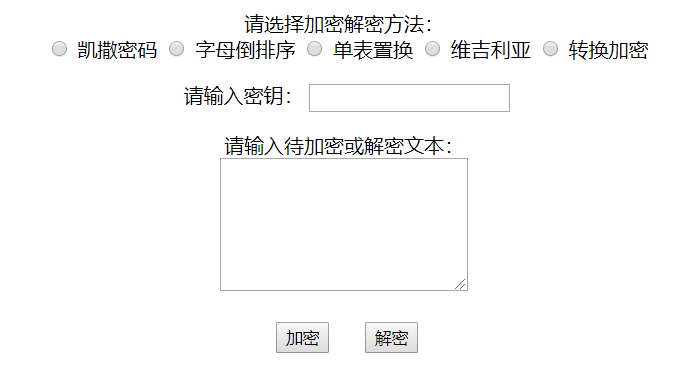 请选择加密解密方法：
凯撒密码 字母倒排序 单表置换 维吉利亚 转换加密
请输入密钥：
请输入待加密或解密文本：
加密 解密